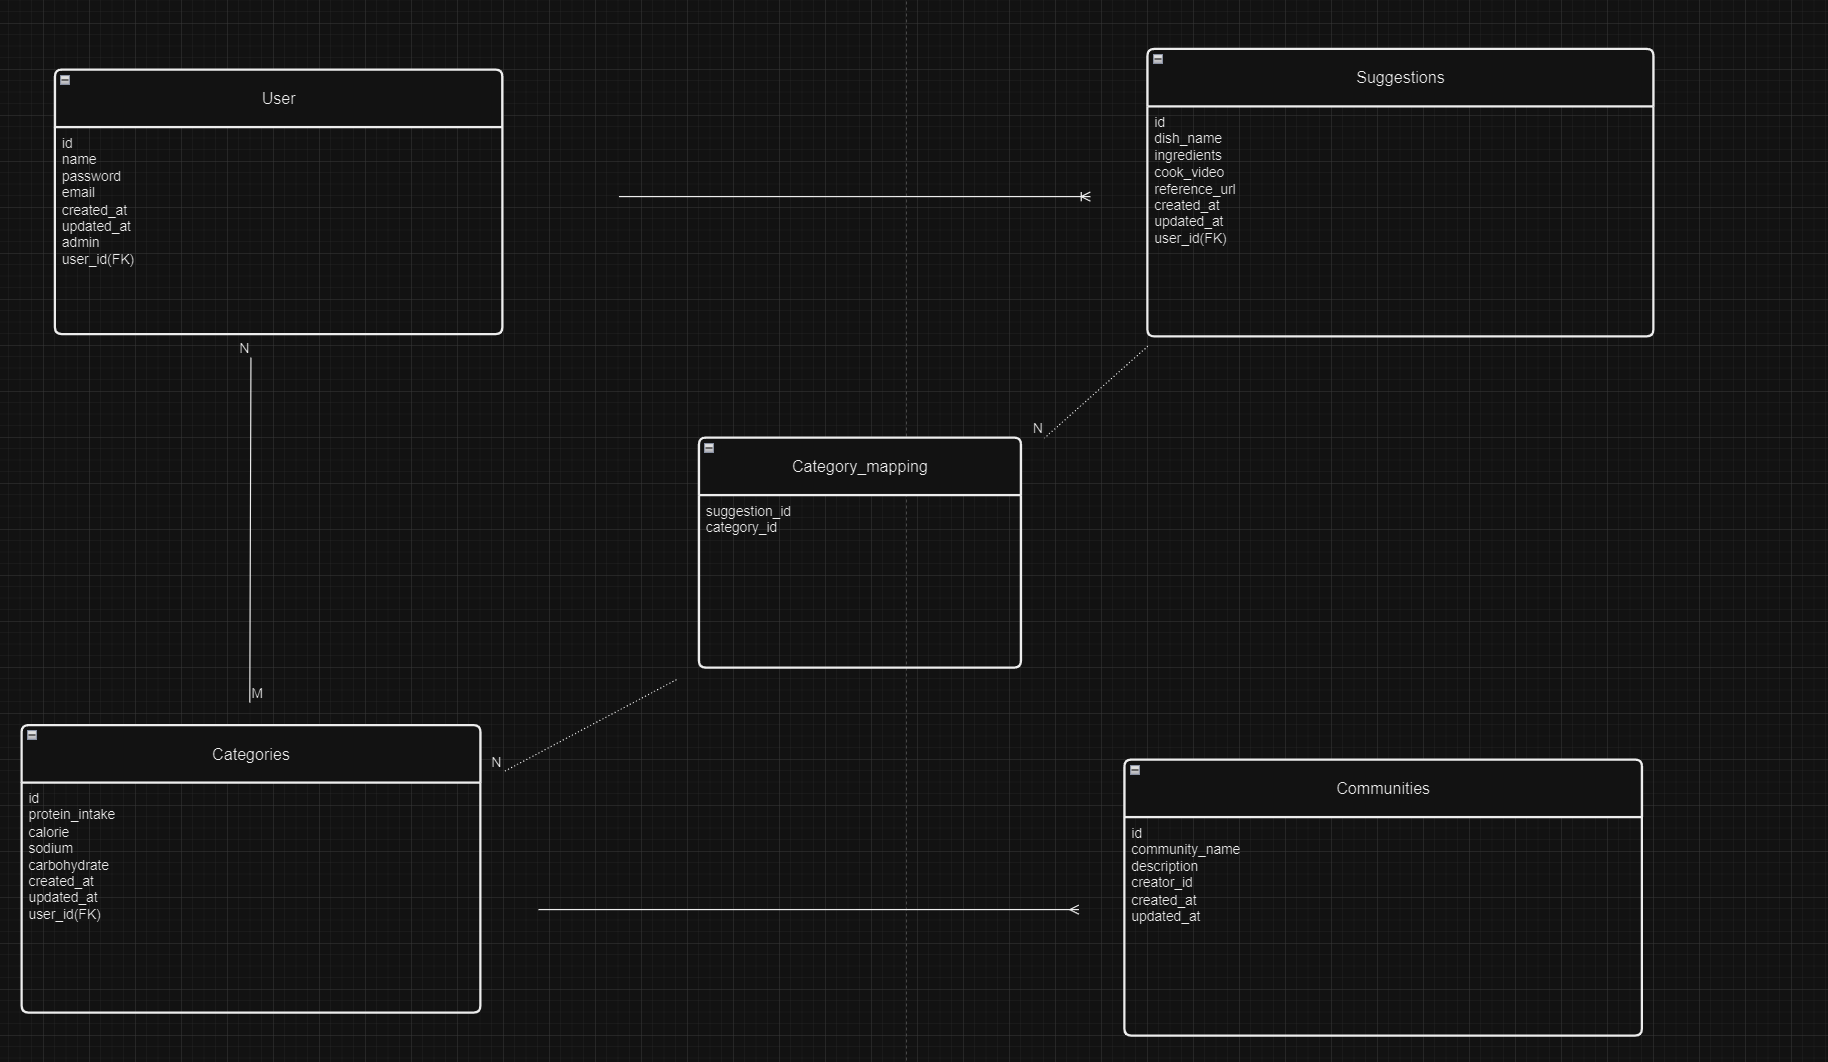 User
id
name
password
email
created_at
updated_at
admin
user_id(FK)
Suggestions
id
dish_name
ingredients
cook_video
reference_url
created_at
updated_at
user_id(FK)
N
N
Category_mapping
suggestion_id
category_id
M
N
Categories
id
protein_intake
calorie
sodium
carbohydrate
created_at
updated_at
user_id(FK)
Communities
id
community_name
description
creator_id
created_at
updated_at